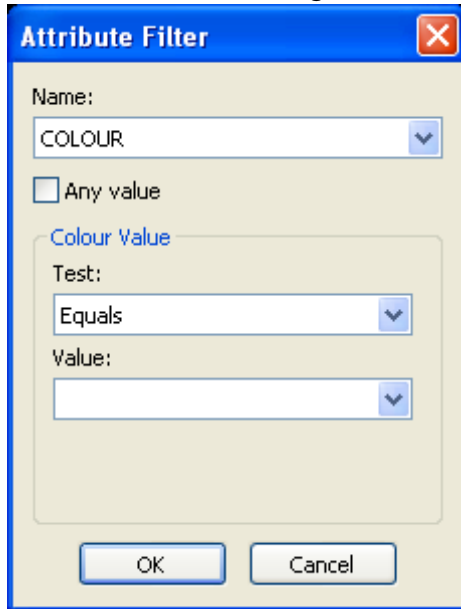 Attribute Filter
Name:
COLOUR
Any value
Colour Value
Test:
Equals
Value:
OK Cancel